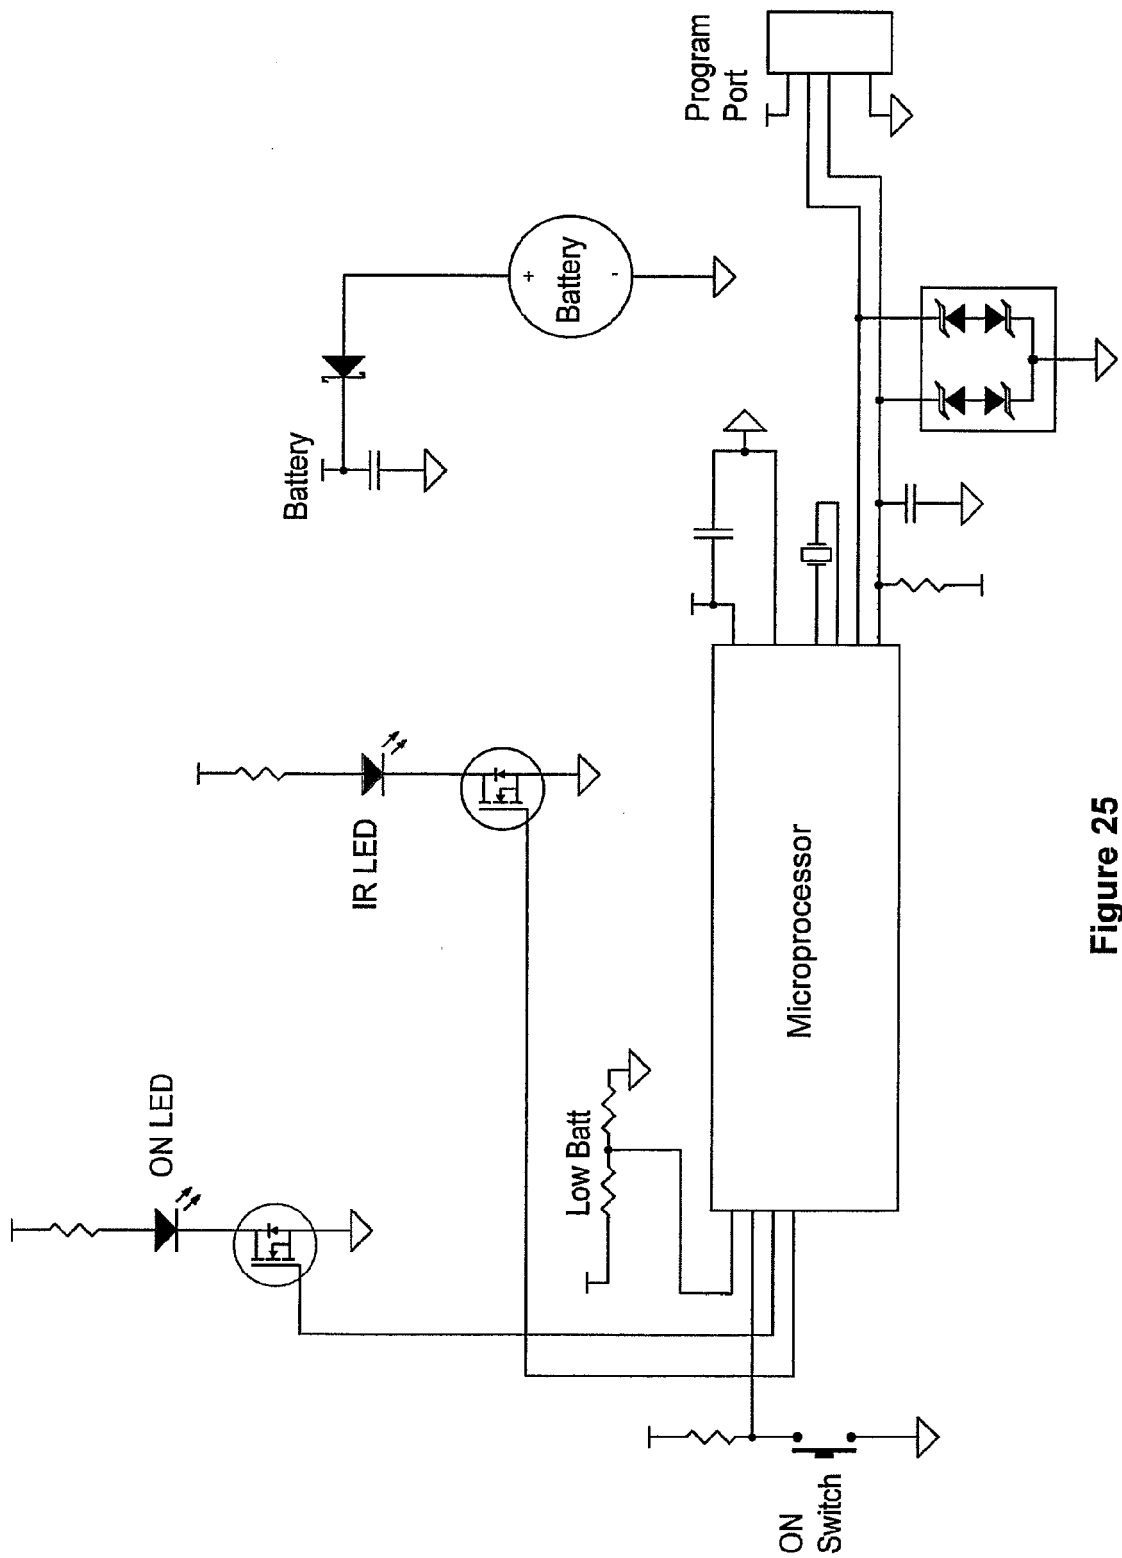 Program
Port
Battery
+
Battery
-
IR LED
ON LED
Low Batt
Microprocessor
ON
Switch
Figure 25